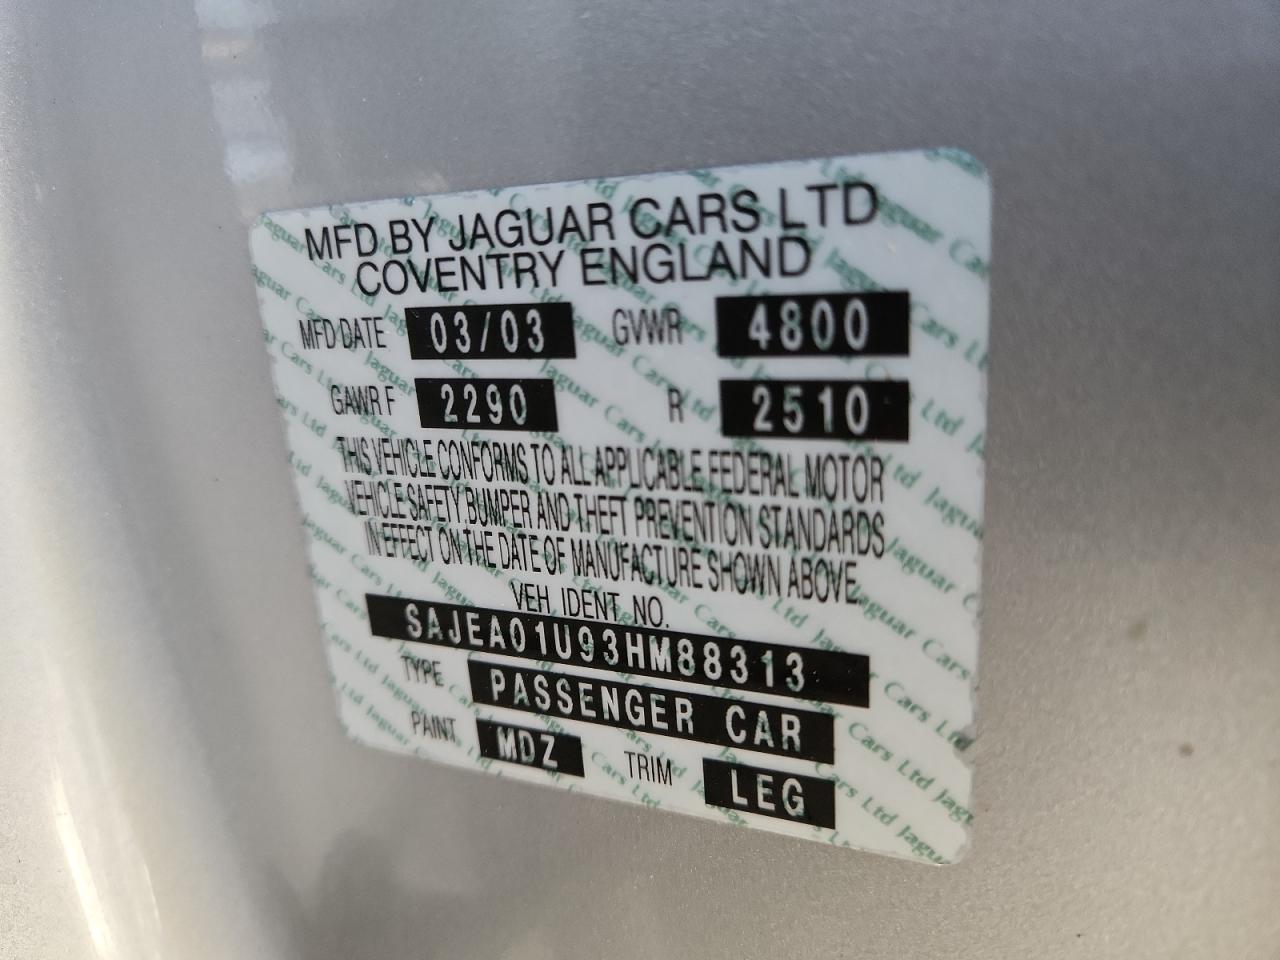 MFD BY JAGUAR CARS LTD
COVENTRY ENGLAND
MFD DATE 03/03 GVWR 4800
GAWR F 2290 R 2510
THIS VEHICLE CONFORMS TO ALL APPLICABLE FEDERAL MOTOR
VEHICLE SAFETY, BUMPER AND THEFT PREVENTION STANDARDS
IN EFFECT ON THE DATE OF MANUFACTURE SHOWN ABOVE.
VEH IDENT NO.
SAJEA01U93HM88313
TYPE PASSENGER CAR
PAINT MDZ TRIM LEG